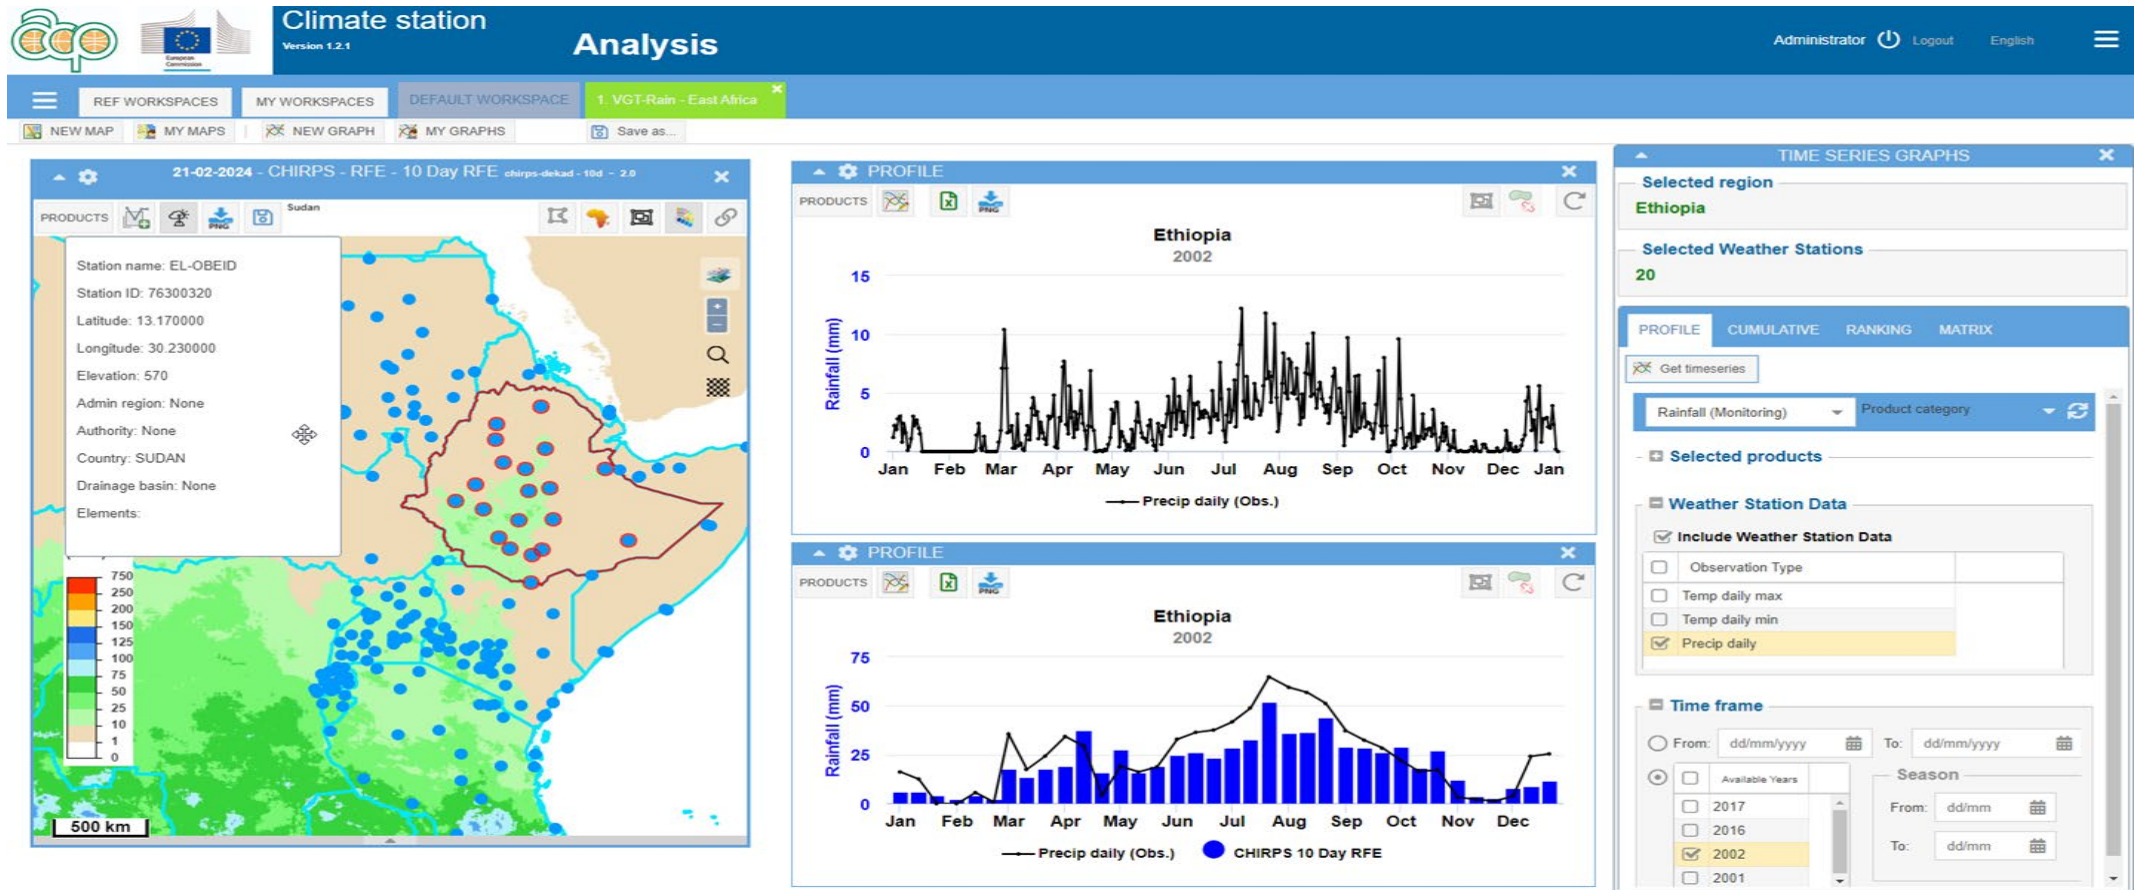 acp
European
Commission
Climate station
Version 1.2.1
Analysis
Administrator
Logout
English
REF WORKSPACES
MY WORKSPACES
DEFAULT WORKSPACE
1. VGT-Rain - East Africa
NEW MAP
MY MAPS
NEW GRAPH
MY GRAPHS
Save as...
21-02-2024 - CHIRPS - RFE - 10 Day RFE chirps-dekad - 10d - 2.0
PRODUCTS
PNG
Sudan
Station name: EL-OBEID
Station ID: 76300320
Latitude: 13.170000
Longitude: 30.230000
Elevation: 570
Admin region: None
Authority: None
Country: SUDAN
Drainage basin: None
Elements:
750
250
200
150
125
100
75
50
25
10
1
0
500 km
PROFILE
PRODUCTS
PNG
Ethiopia
2002
Rainfall (mm)
15
10
5
0
Jan Feb Mar Apr May Jun Jul Aug Sep Oct Nov Dec Jan
Precip daily (Obs.)
PROFILE
PRODUCTS
PNG
Ethiopia
2002
Rainfall (mm)
75
50
25
0
Jan Feb Mar Apr May Jun Jul Aug Sep Oct Nov Dec
Precip daily (Obs.) CHIRPS 10 Day RFE
TIME SERIES GRAPHS
Selected region
Ethiopia
Selected Weather Stations
20
PROFILE CUMULATIVE RANKING MATRIX
Get timeseries
Rainfall (Monitoring) Product category
Selected products
Weather Station Data
Include Weather Station Data
Observation Type
Temp daily max
Temp daily min
Precip daily
Time frame
From: dd/mm/yyyy To: dd/mm/yyyy
Available Years
2017
2016
2002
2001
Season
From: dd/mm
To: dd/mm